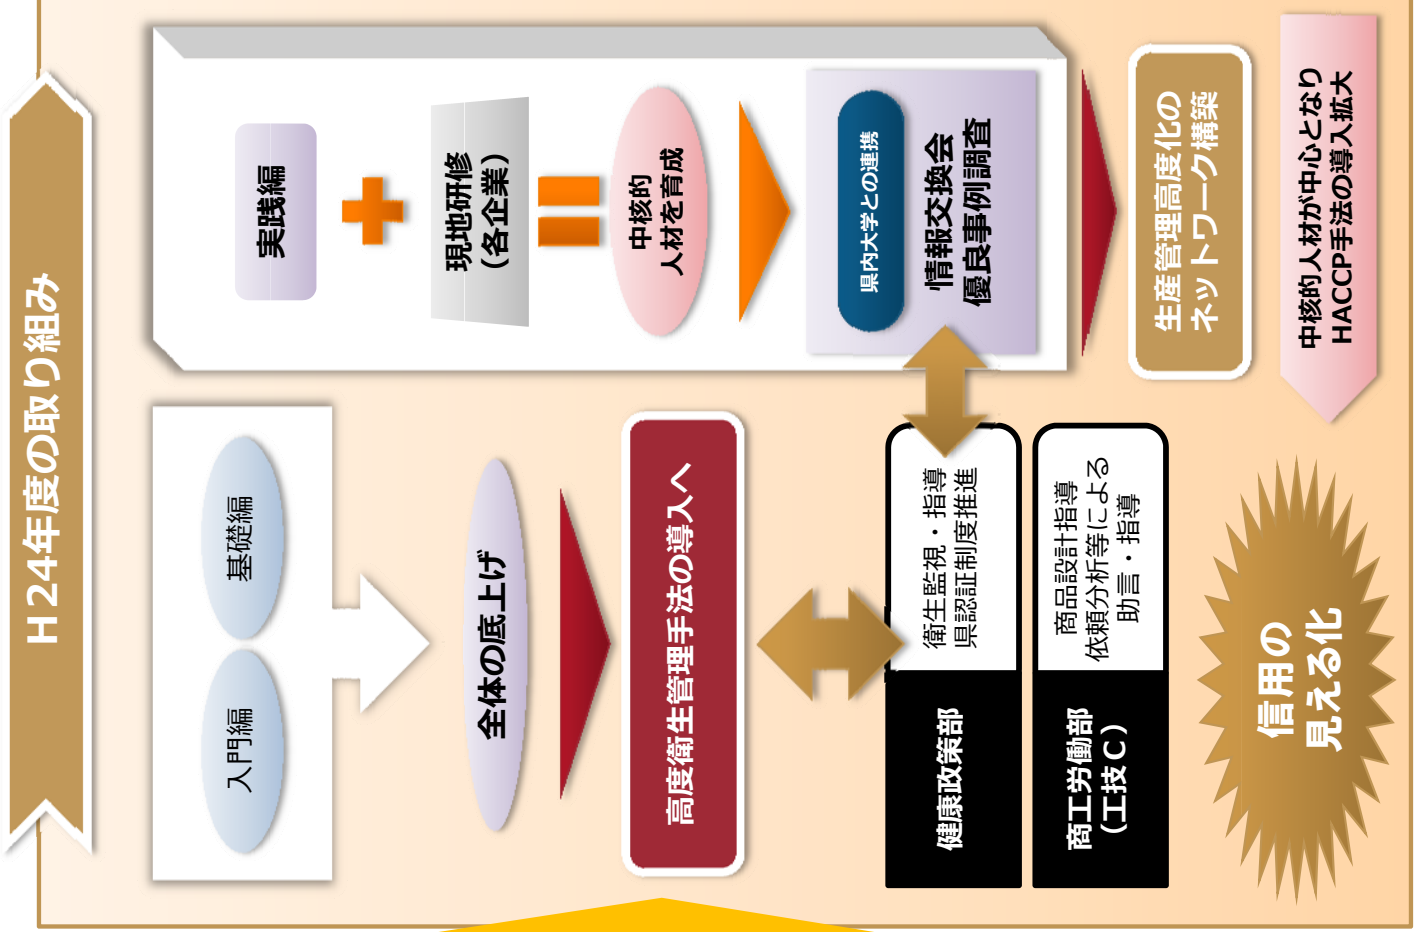 H24年度の取り組み
入門編
基礎編
全体の底上げ
高度衛生管理手法の導入へ
実践編
現地研修
(各企業)
中核的
人材を育成
県内大学との連携
情報交換会
優良事例調査
健康政策部
衛生監視・指導
県認証制度推進
商工労働部
(工技C)
商品設計指導
依頼分析等による
助言・指導
生産管理高度化の
ネットワーク構築
中核的人材が中心となり
HACCP手法の導入拡大
信用の
見える化